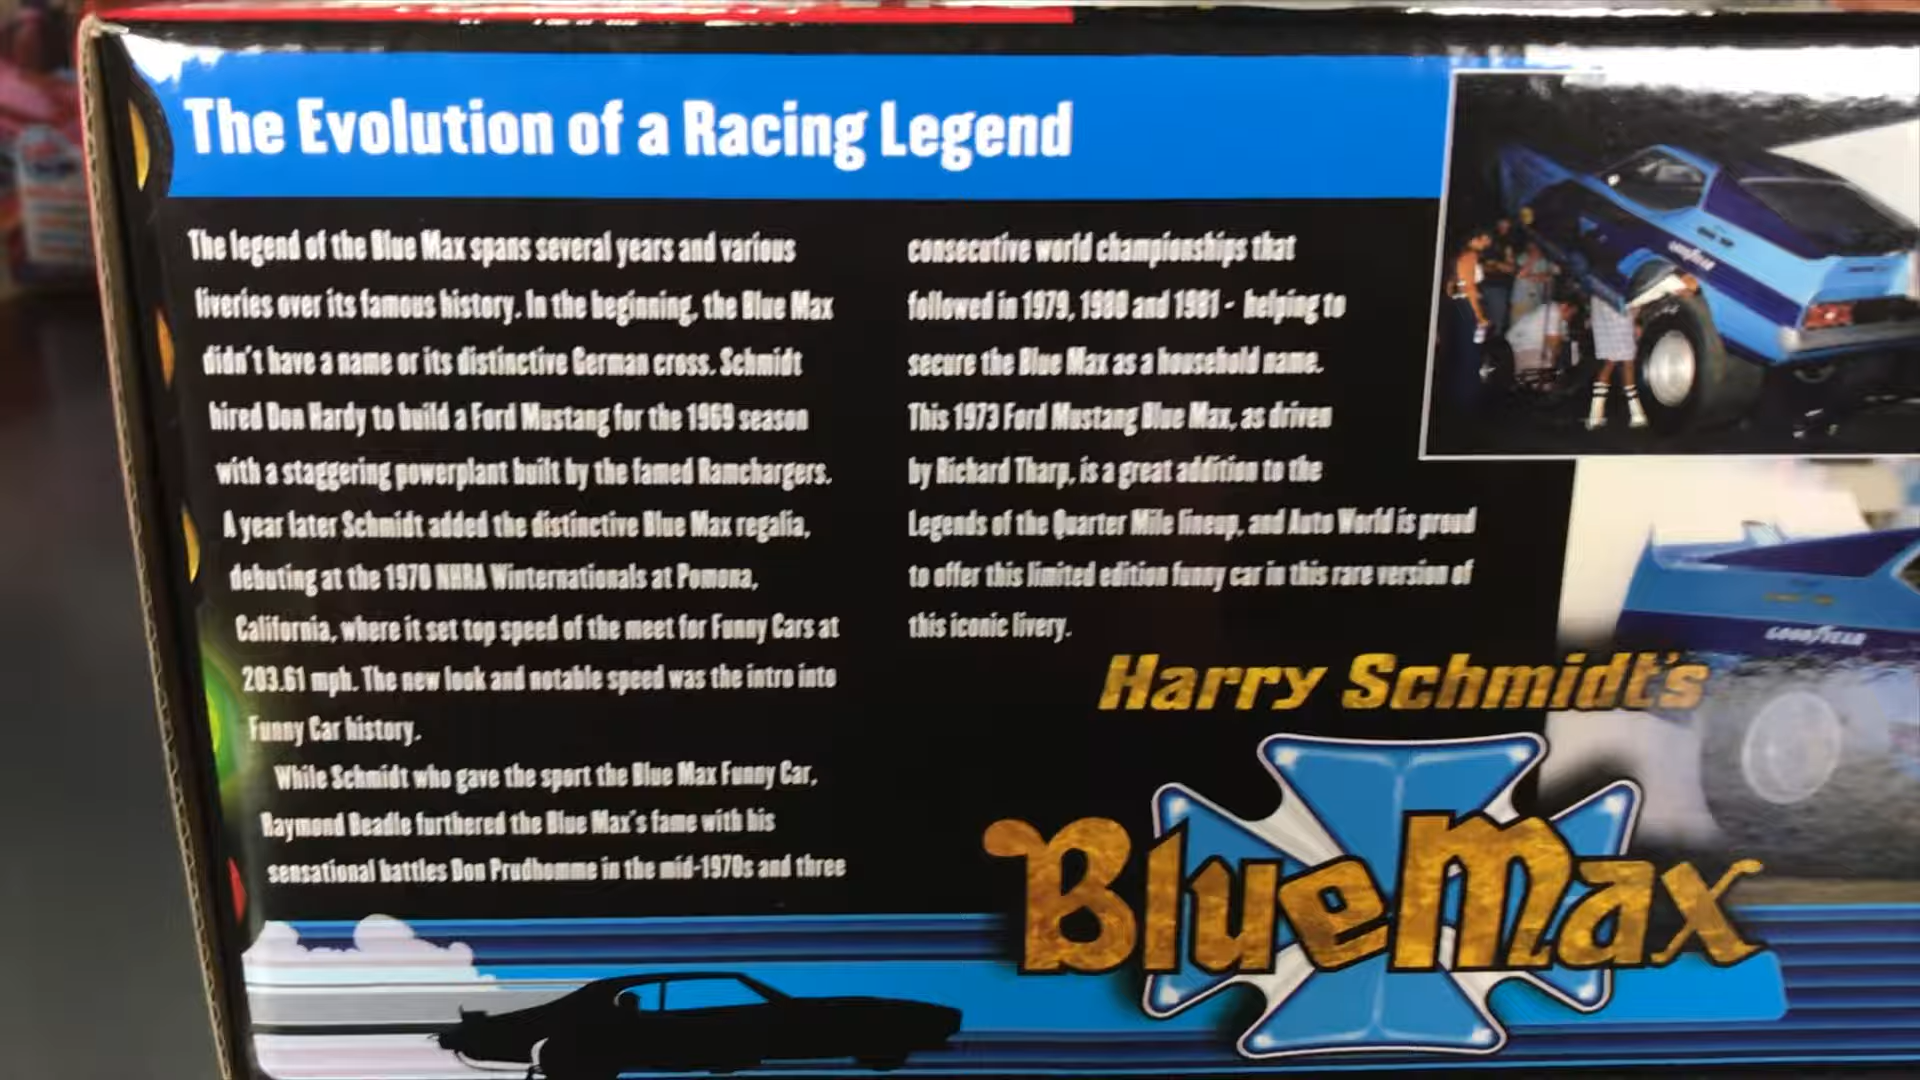 The Evolution of a Racing Legend
The legend of the Blue Max spans several years and various
liveries over its famous history. In the beginning, the Blue Max
didn't have a name or its distinctive German cross. Schmidt
hired Don Hardy to build a Ford Mustang for the 1969 season
with a staggering powerplant built by the famed Ramchargers.
A year later Schmidt added the distinctive Blue Max regalia,
debuting at the 1970 NHRA Winternationals at Pomona,
California, where it set top speed of the meet for Funny Cars at
203.61 mph. The new look and notable speed was the intro into
Funny Car history.
While Schmidt who gave the sport the Blue Max Funny Car,
Raymond Beadle furthered the Blue Max's fame with his
sensational battles Don Prudhomme in the mid-1970s and three
consecutive world championships that
followed in 1979, 1980 and 1981 - helping to
secure the Blue Max as a household name.
This 1973 Ford Mustang Blue Max, as driven
by Richard Tharp, is a great addition to the
Legends of the Quarter Mile lineup, and Auto World is proud
to offer this limited edition funny car in this rare version of
this iconic livery.
Harry Schmidt's
Blue Max
GOODYEAR